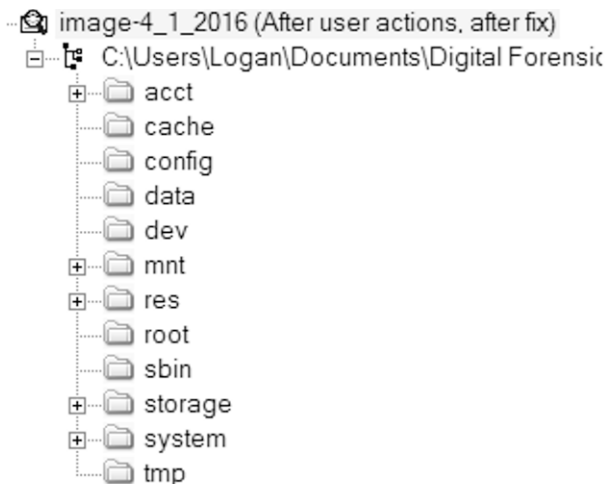 image-4_1_2016 (After user actions, after fix)
C:\Users\Logan\Documents\Digital Forensic
acct
cache
config
data
dev
mnt
res
root
sbin
storage
system
tmp